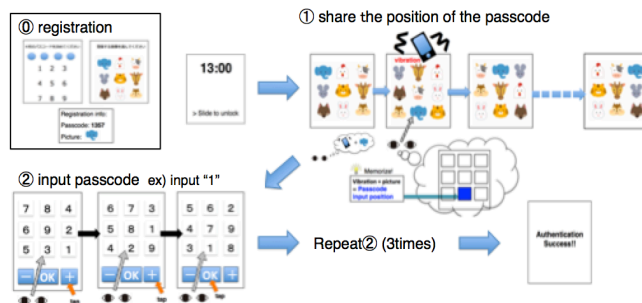 ⓪ registration
1 2 3
4 5 6
7 8 9
Registration info:
Passcode: 1357
Picture:
13:00
> Slide to unlock
① share the position of the passcode
vibration
Memorize!
Vibration + picture
= Passcode
input position
② input passcode ex) input “1”
7 8 4
6 9 2
5 3 1
− OK +
tap
6 7 3
5 8 1
4 2 9
− OK +
tap
5 6 2
4 7 9
3 1 8
− OK +
tap
Repeat② (3times)
Authentication
Success!!